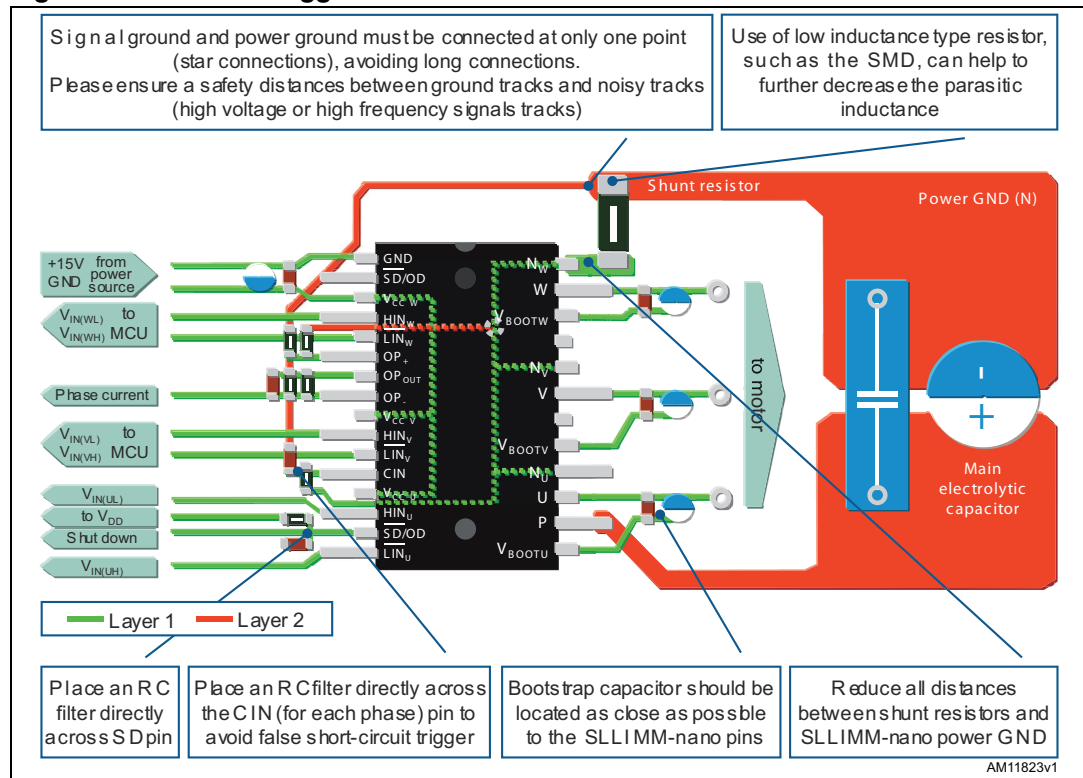 Signal ground and power ground must be connected at only one point
(star connections), avoiding long connections.
Please ensure a safety distances between ground tracks and noisy tracks
(high voltage or high frequency signals tracks)
Use of low inductance type resistor,
such as the SMD, can help to
further decrease the parasitic
inductance
Shunt resistor
Power GND (N)
+15V from
GND power
source
VIN(WL) to
VIN(WH) MCU
Phase current
VIN(VL) to
VIN(VH) MCU
VIN(UL)
to VDD
Shut down
VIN(UH)
GND
SD/OD
VCC W
HINW
LINW
OP+
OPOUT
OP-
VCC V
HINV
LINV
CIN
VCC U
HINU
SD/OD
LINU
NW
W
VBOOTW
NV
V
VBOOTV
NU
U
P
VBOOTU
to motor
-
+
Main
electrolytic
capacitor
Layer 1
Layer 2
Place an RC
filter directly
across SD pin
Place an RC filter directly across
the CIN (for each phase) pin to
avoid false short-circuit trigger
Bootstrap capacitor should be
located as close as possible
to the SLLIMM-nano pins
Reduce all distances
between shunt resistors and
SLLIMM-nano power GND
AM11823v1